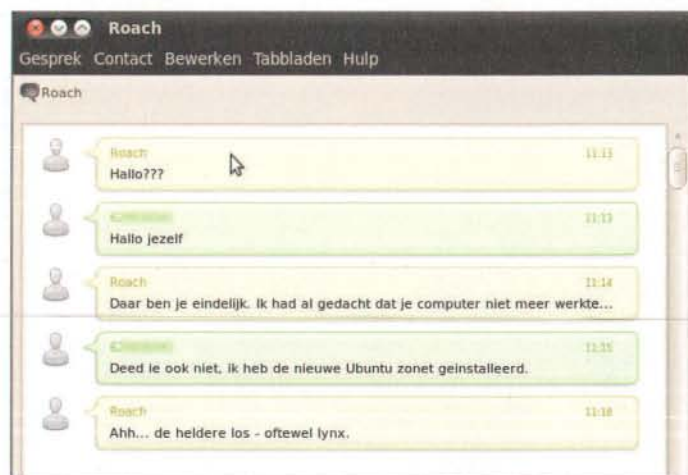 Roach
Gesprek Contact Bewerken Tabbladen Hulp
Roach
Roach 11:13
Hallo???
11:13
Hallo jezelf
Roach 11:14
Daar ben je eindelijk. Ik had al gedacht dat je computer niet meer werkte...
11:15
Deed ie ook niet, ik heb de nieuwe Ubuntu zonet geinstalleerd.
Roach 11:18
Ahh... de heldere los - oftewel lynx.